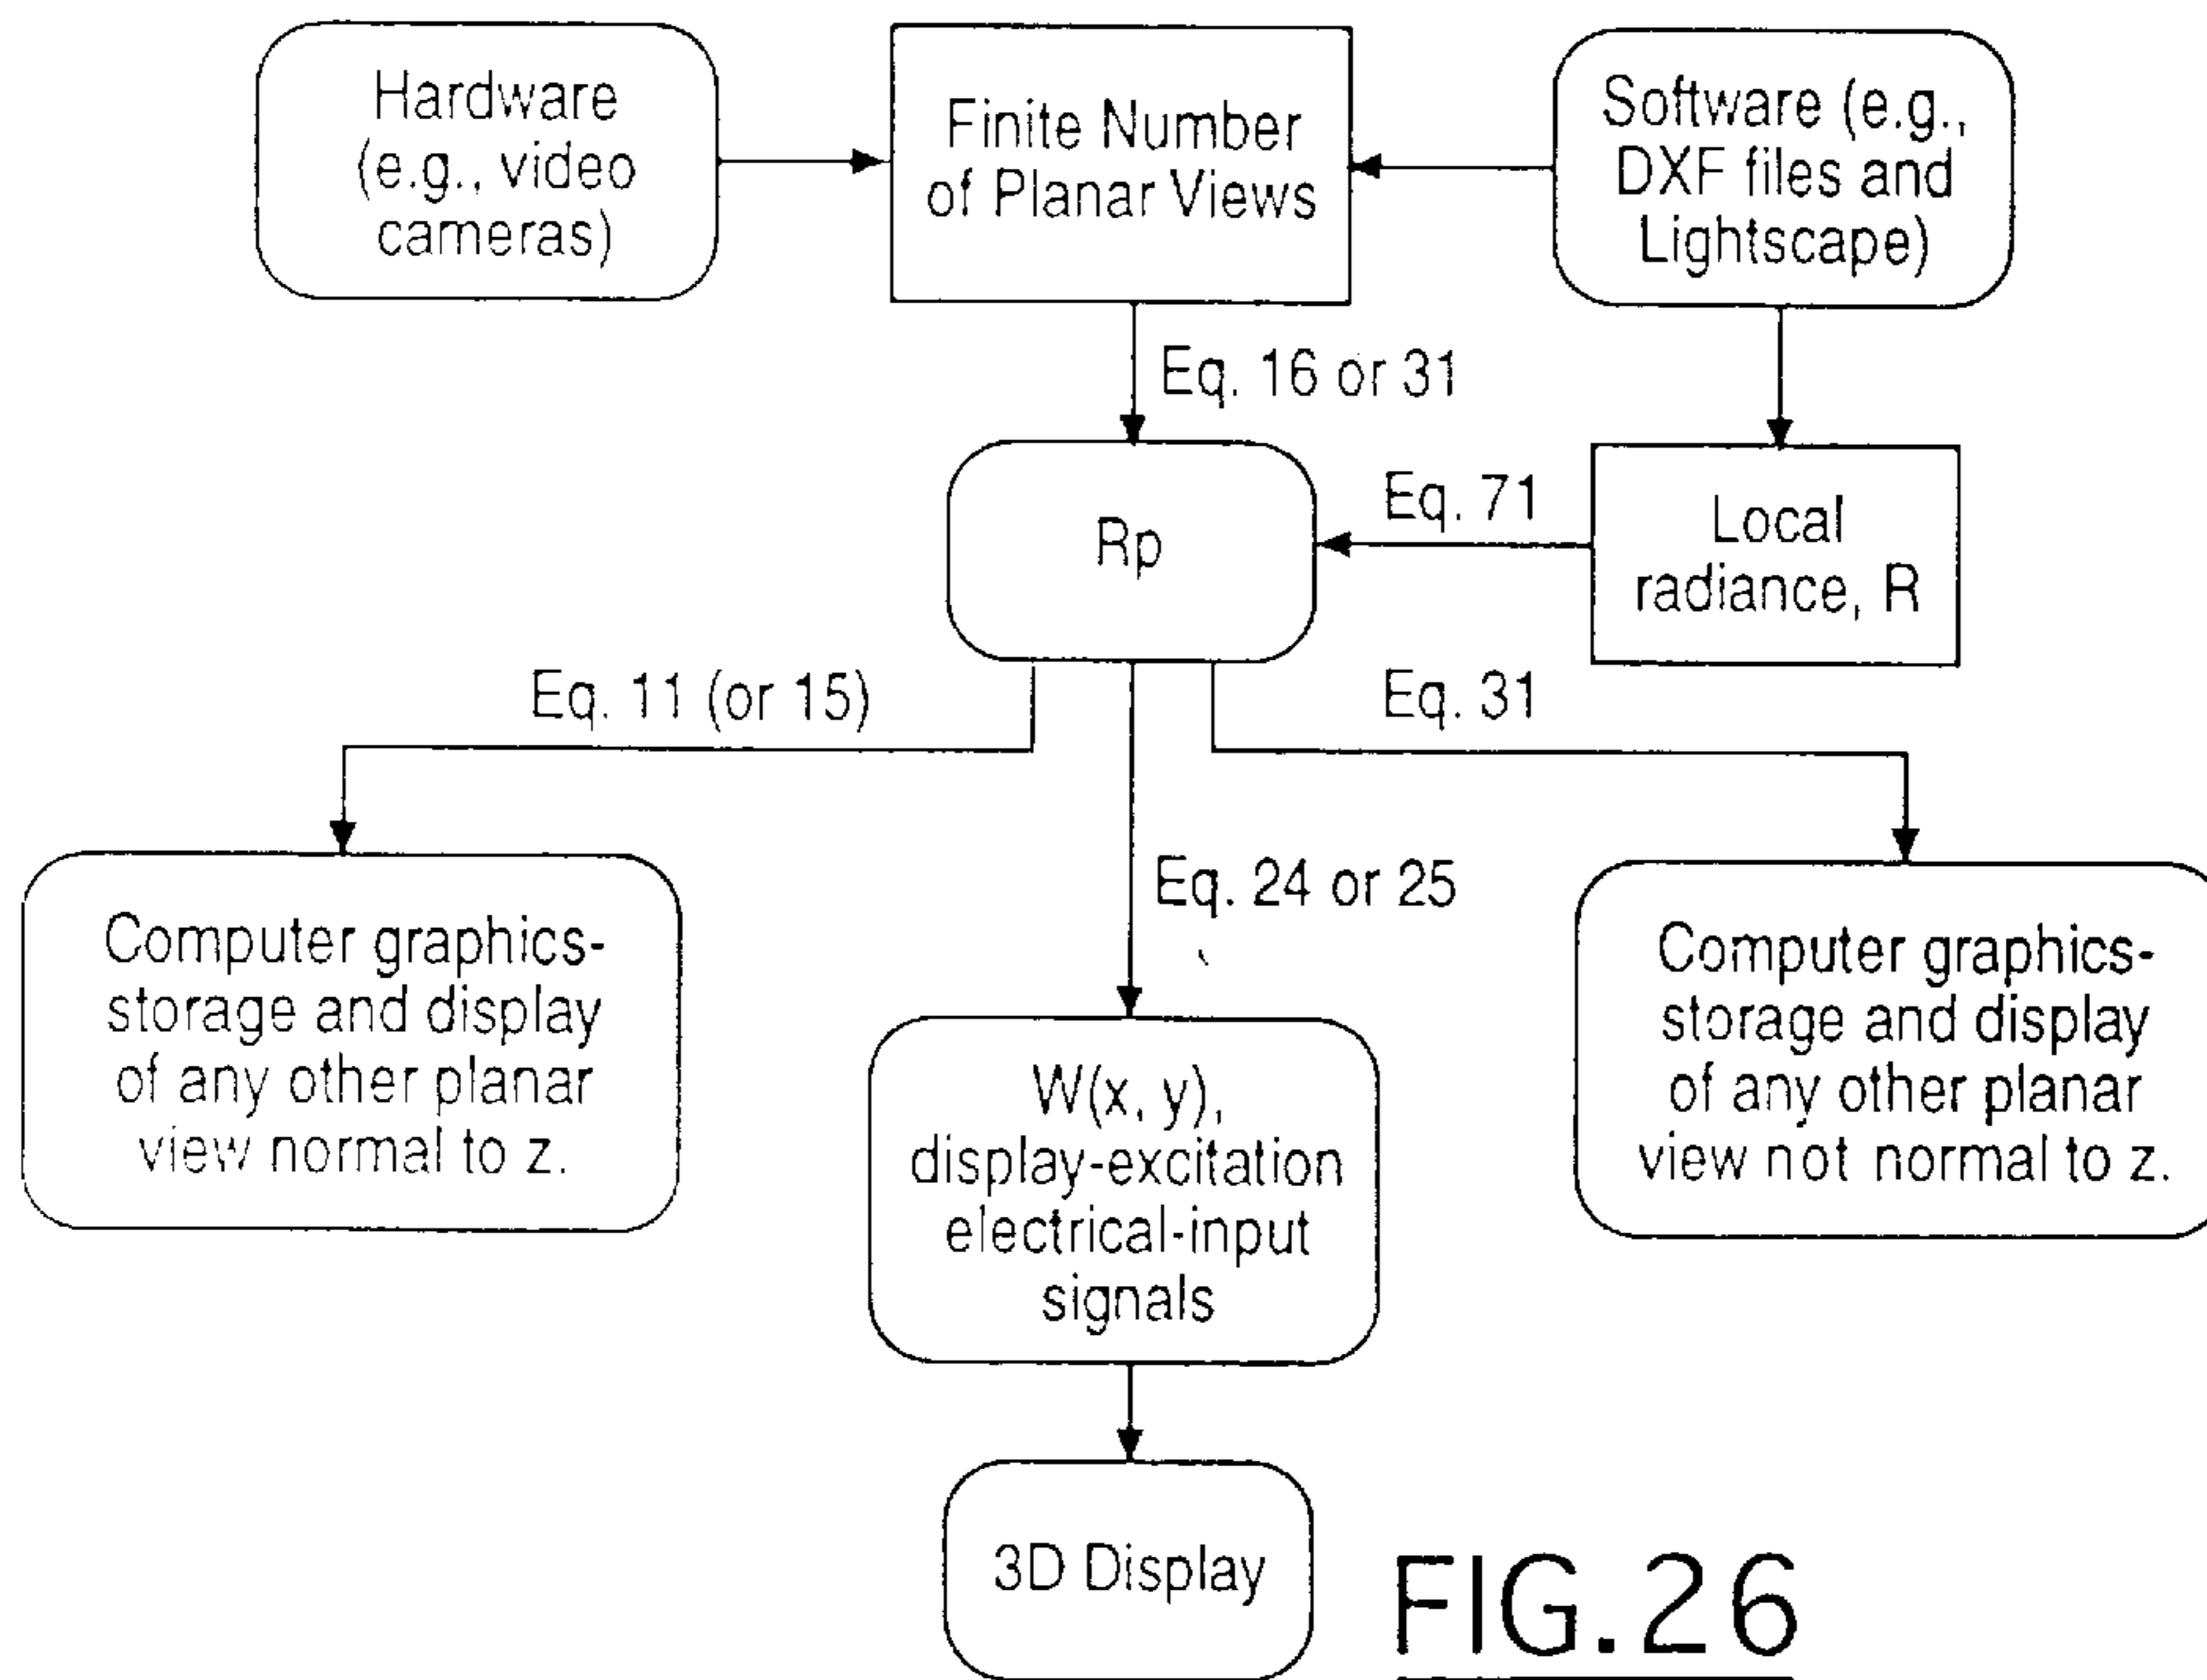 Hardware
(e.g., video
cameras)
Finite Number
of Planar Views
Software (e.g.,
DXF files and
Lightscape)
Eq. 16 or 31
Rp
Eq. 71
Local
radiance, R
Eq. 11 (or 15)
Eq. 31
Eq. 24 or 25
Computer graphics-
storage and display
of any other planar
view normal to z.
W(x, y),
display-excitation
electrical-input
signals
Computer graphics-
storage and display
of any other planar
view not normal to z.
3D Display
FIG.26